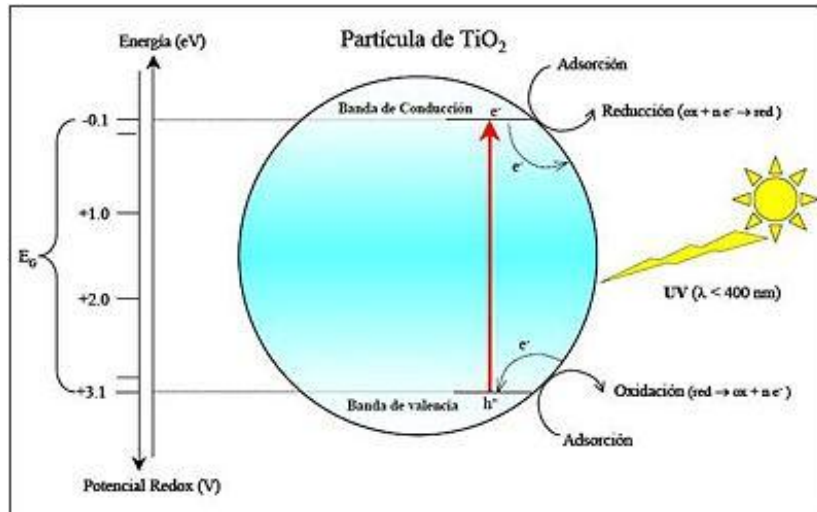 Energía (eV)
Partícula de TiO2
Adsorción
Banda de Conducción
e-
Reducción (ox + n e- → red)
-0.1
e-
+1.0
EG
+2.0
UV (λ < 400 nm)
e-
+3.1
Banda de valencia
h+
Oxidación (red → ox + n e-)
Adsorción
Potencial Redox (V)